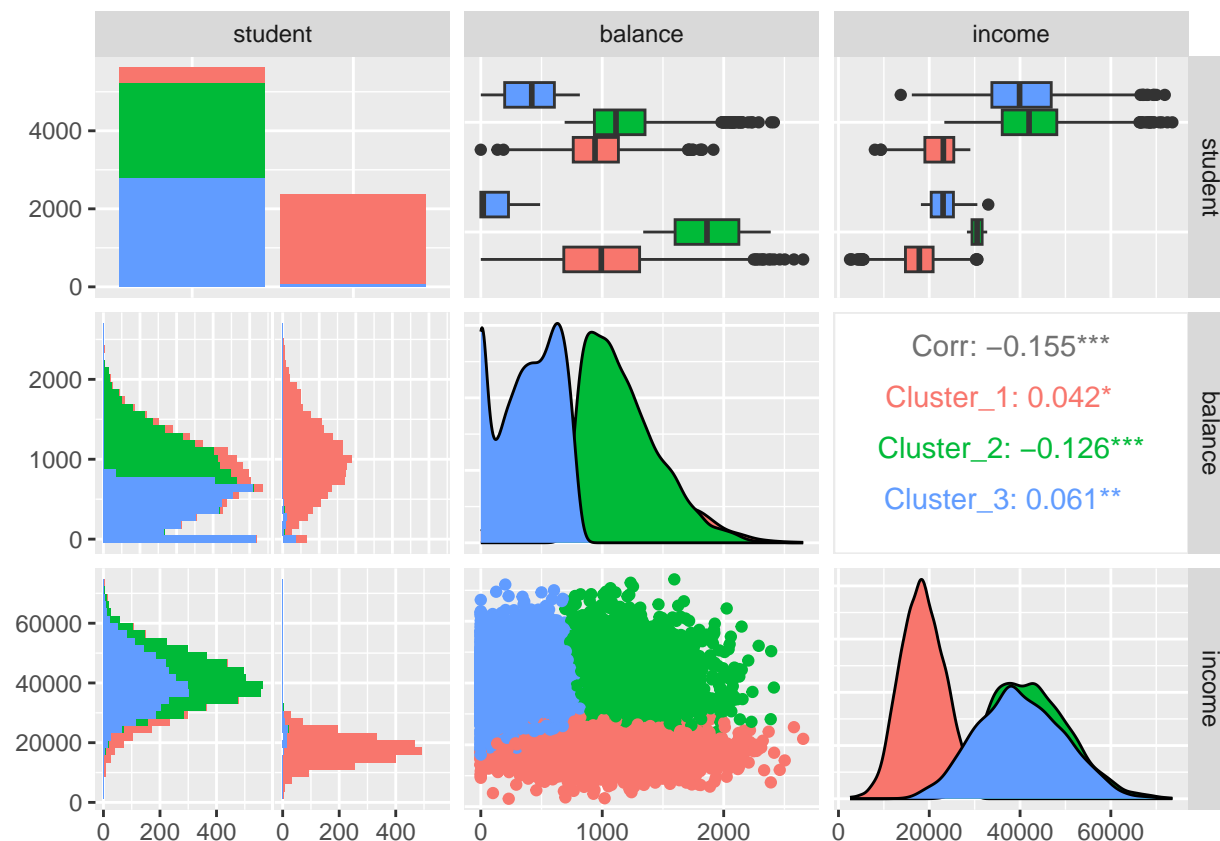 student
balance
income
4000
2000
0
student
2000
1000
0
Corr: −0.155***
Cluster_1: 0.042*
Cluster_2: −0.126***
Cluster_3: 0.061**
balance
60000
40000
20000
0
income
0 200 400 0 200 400
0 1000 2000
0 20000 40000 60000